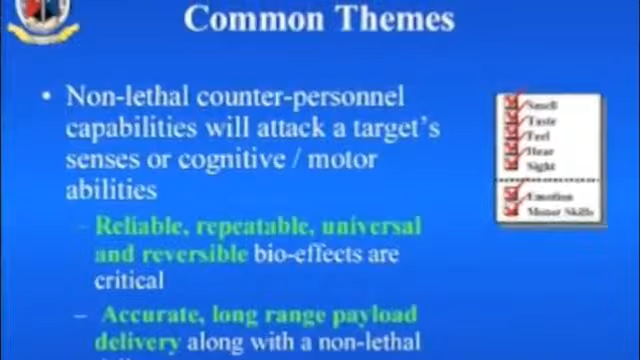 Common Themes
• Non-lethal counter-personnel
capabilities will attack a target's
senses or cognitive / motor
abilities
– Reliable, repeatable, universal
and reversible bio-effects are
critical
– Accurate, long range payload
delivery along with a non-lethal
Smell
Taste
Feel
Hear
Sight
Emotion
Motor Skills